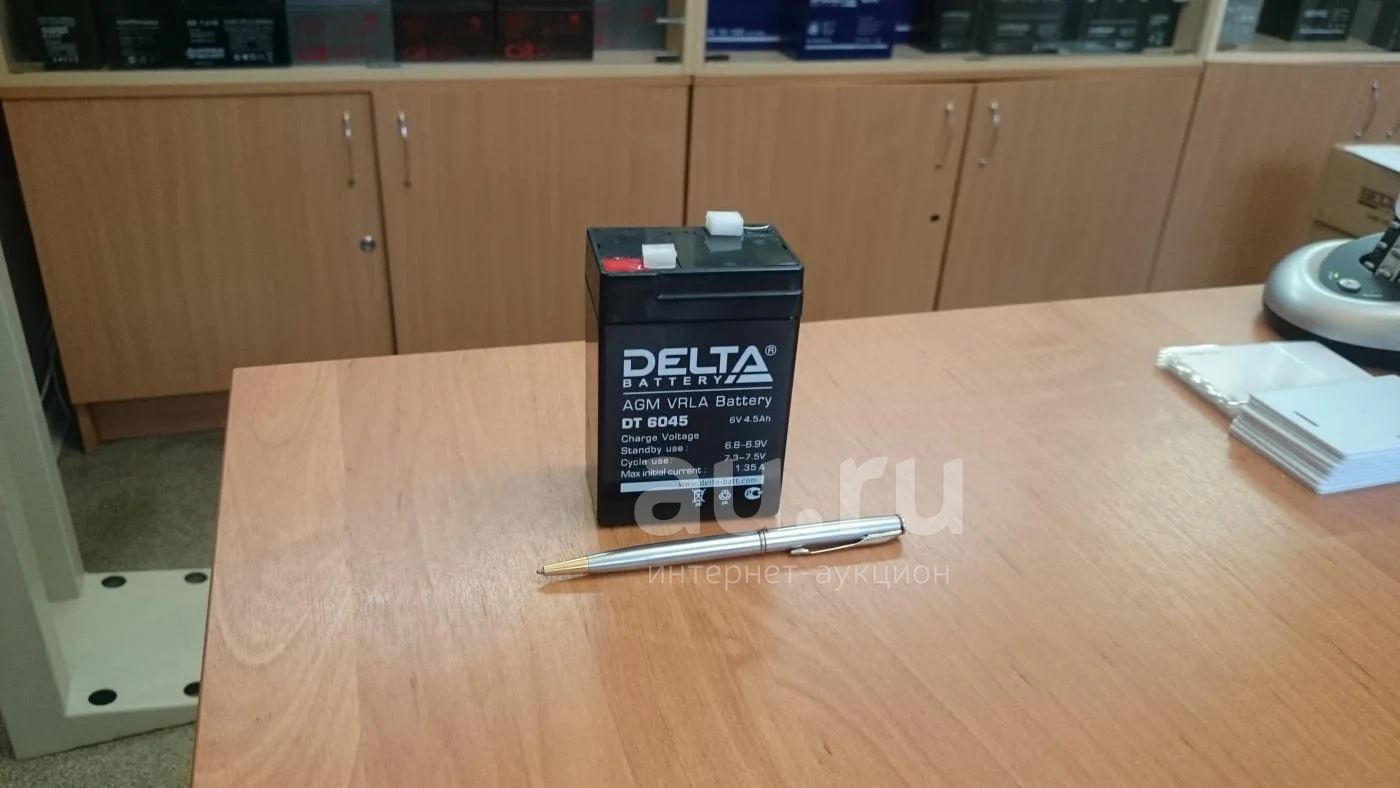 DELTA
DELTA®
BATTERY
AGM VRLA Battery
DT 6045 6V 4.5Ah
Charge Voltage
Standby use : 6.8-6.9V
Cycle use : 7.3-7.5V
Max initial current : 1.35 A
www.delta-batt.com
au.ru
интернет-аукцион